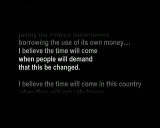 borrowing the use of its own money...
I believe the time will come
when people will demand
that this be changed.
I believe the time will come in this country